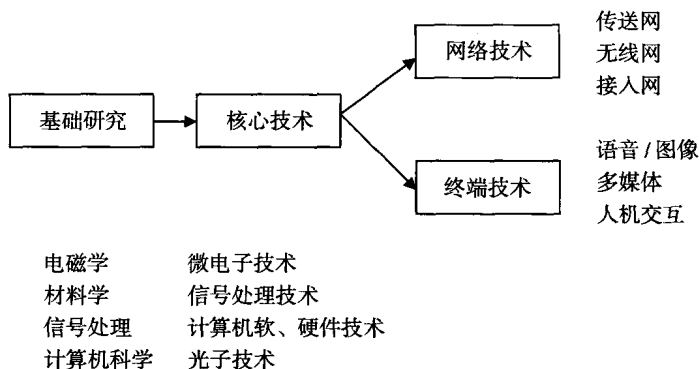 传送网
网络技术
无线网
接入网
基础研究
核心技术
语音/图像
终端技术
多媒体
人机交互
电磁学 微电子技术
材料学 信号处理技术
信号处理 计算机软、硬件技术
计算机科学 光子技术